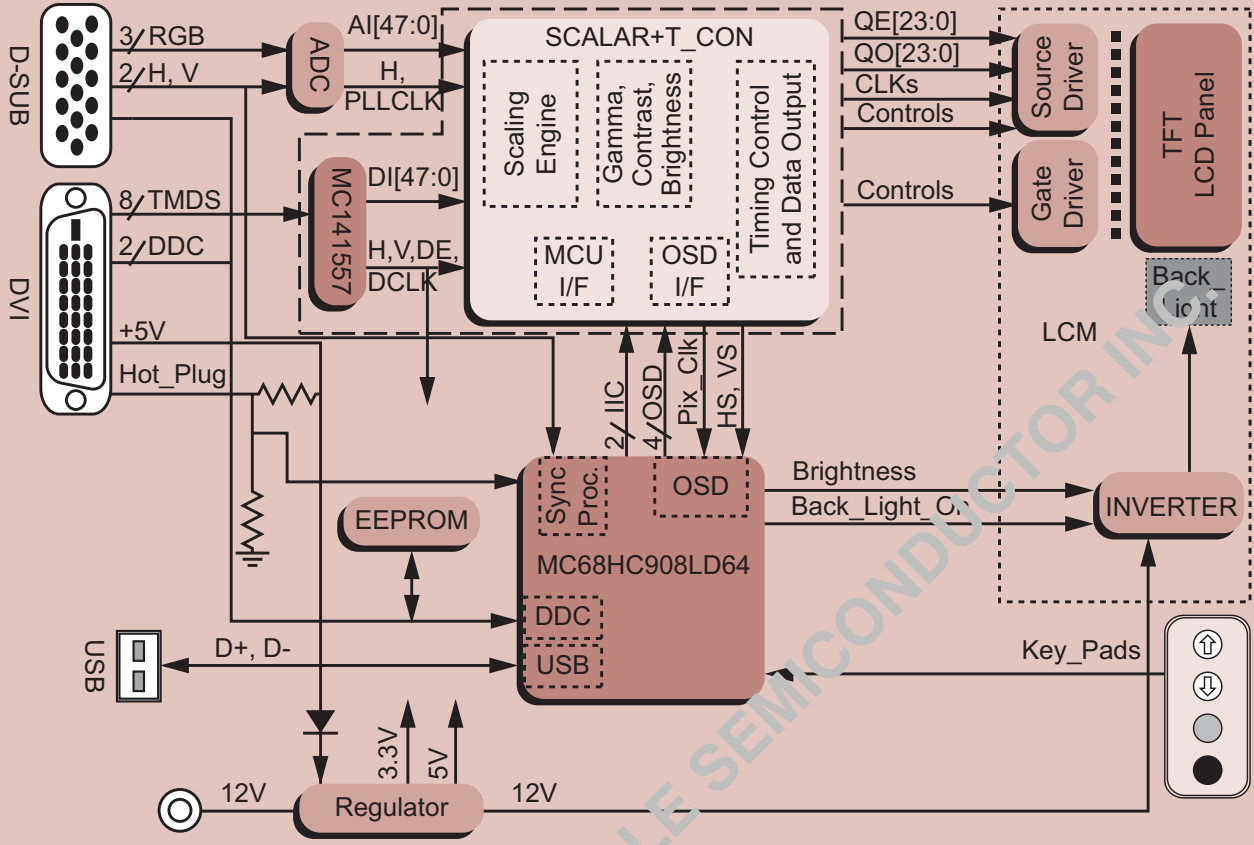 D-SUB
3/RGB
2/H, V
ADC
AI[47:0]
H,
PLLCLK
SCALAR+T_CON
Scaling
Engine
Gamma,
Contrast,
Brightness
Timing Control
and Data Output
MCU
I/F
OSD
I/F
QE[23:0]
QO[23:0]
CLKs
Controls
Controls
Source
Driver
Gate
Driver
TFT
LCD Panel
Back_
Light
LCM
DVI
8/TMDS
2/DDC
+5V
Hot_Plug
MC141557
DI[47:0]
H,V,DE,
DCLK
2/IIC
4/OSD
Pix_Clk
HS, VS
Sync
Proc.
OSD
MC68HC908LD64
DDC
USB
EEPROM
Brightness
Back_Light_On
INVERTER
USB
D+, D-
Key_Pads
3.3V
5V
12V
Regulator
12V
LE SEMICONDUCTOR INC.